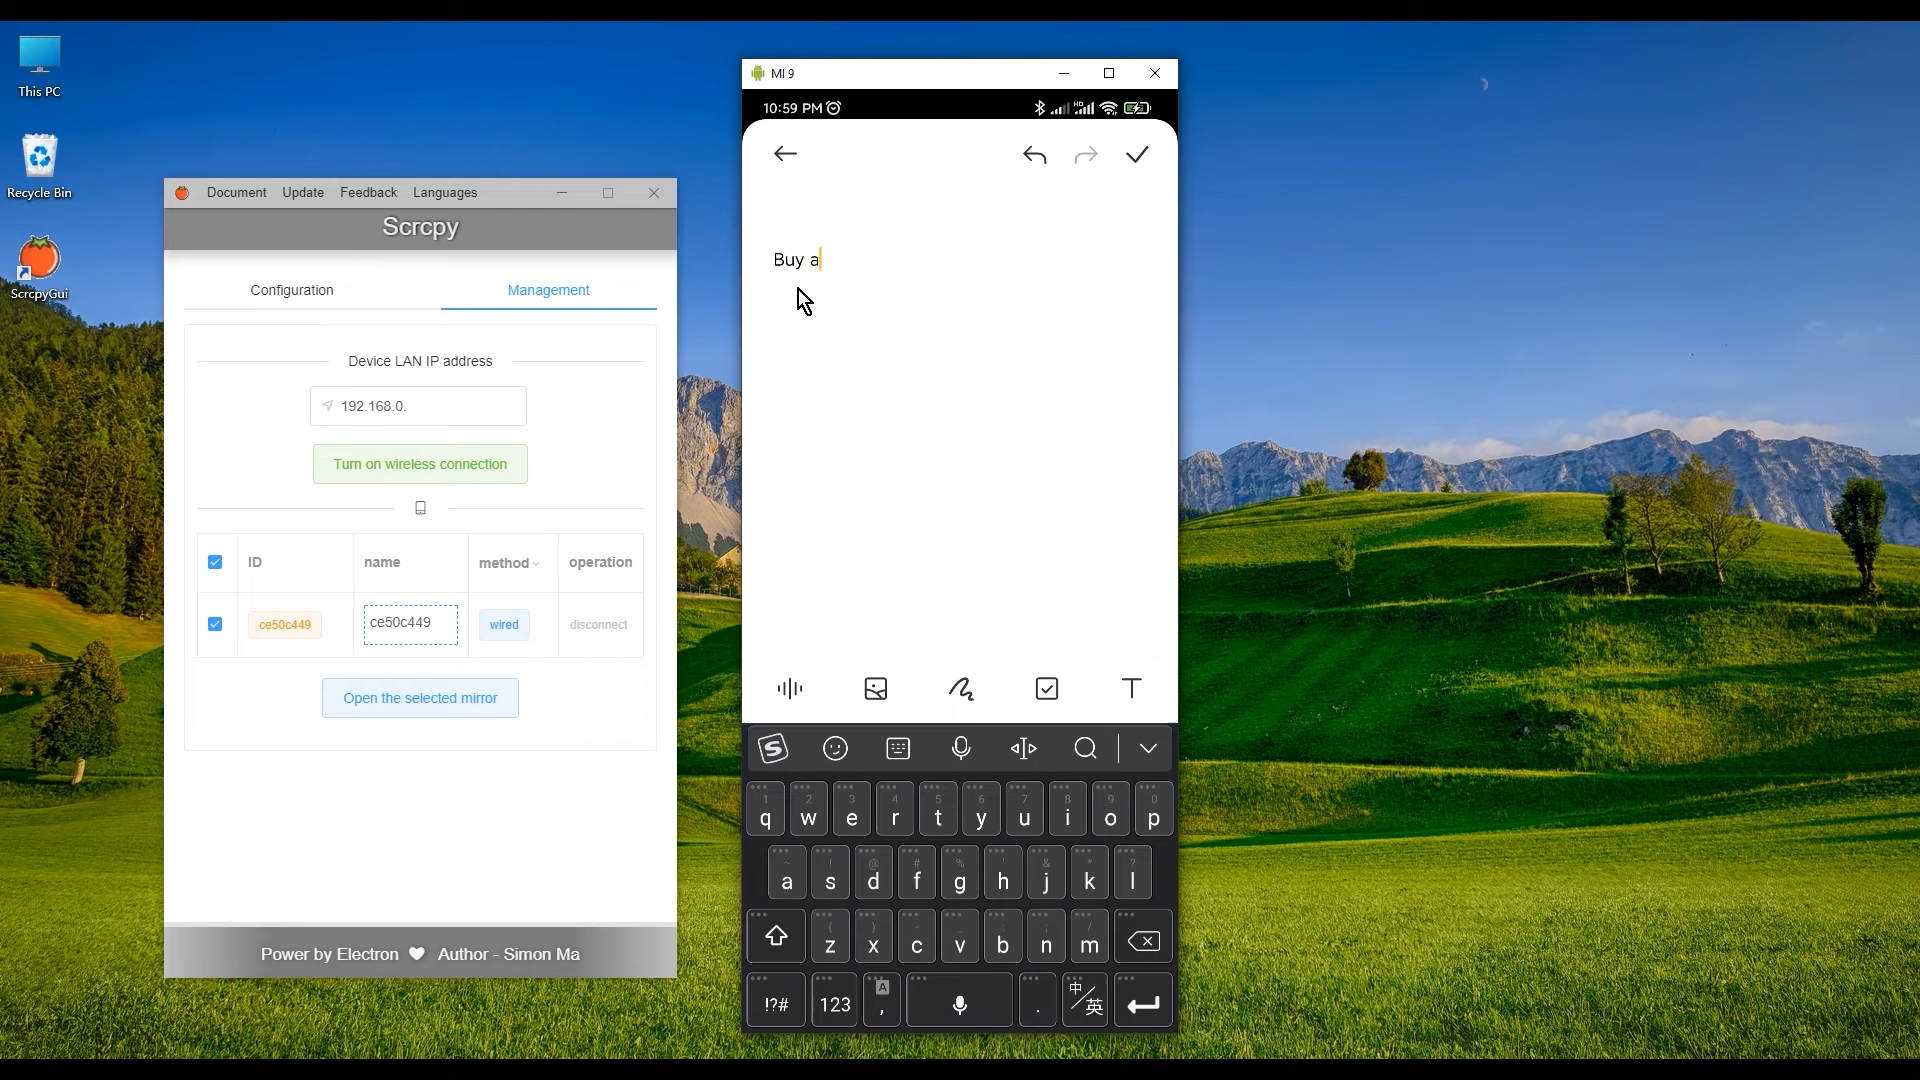 This PC
Recycle Bin
ScrcpyGui
Document Update Feedback Languages
Scrcpy
Configuration Management
Device LAN IP address
192.168.0.
Turn on wireless connection
ID name method operation
ce50c449 ce50c449 wired disconnect
Open the selected mirror
Power by Electron Author - Simon Ma
MI 9
10:59 PM
HD
Buy a
T
S
1 2 3 4 5 6 7 8 9 0
q w e r t y u i o p
~ ! @ # % ' & * ?
a s d f g h j k l
( ) - _ : ; /
z x c v b n m
!?# 123 A , . 中/英